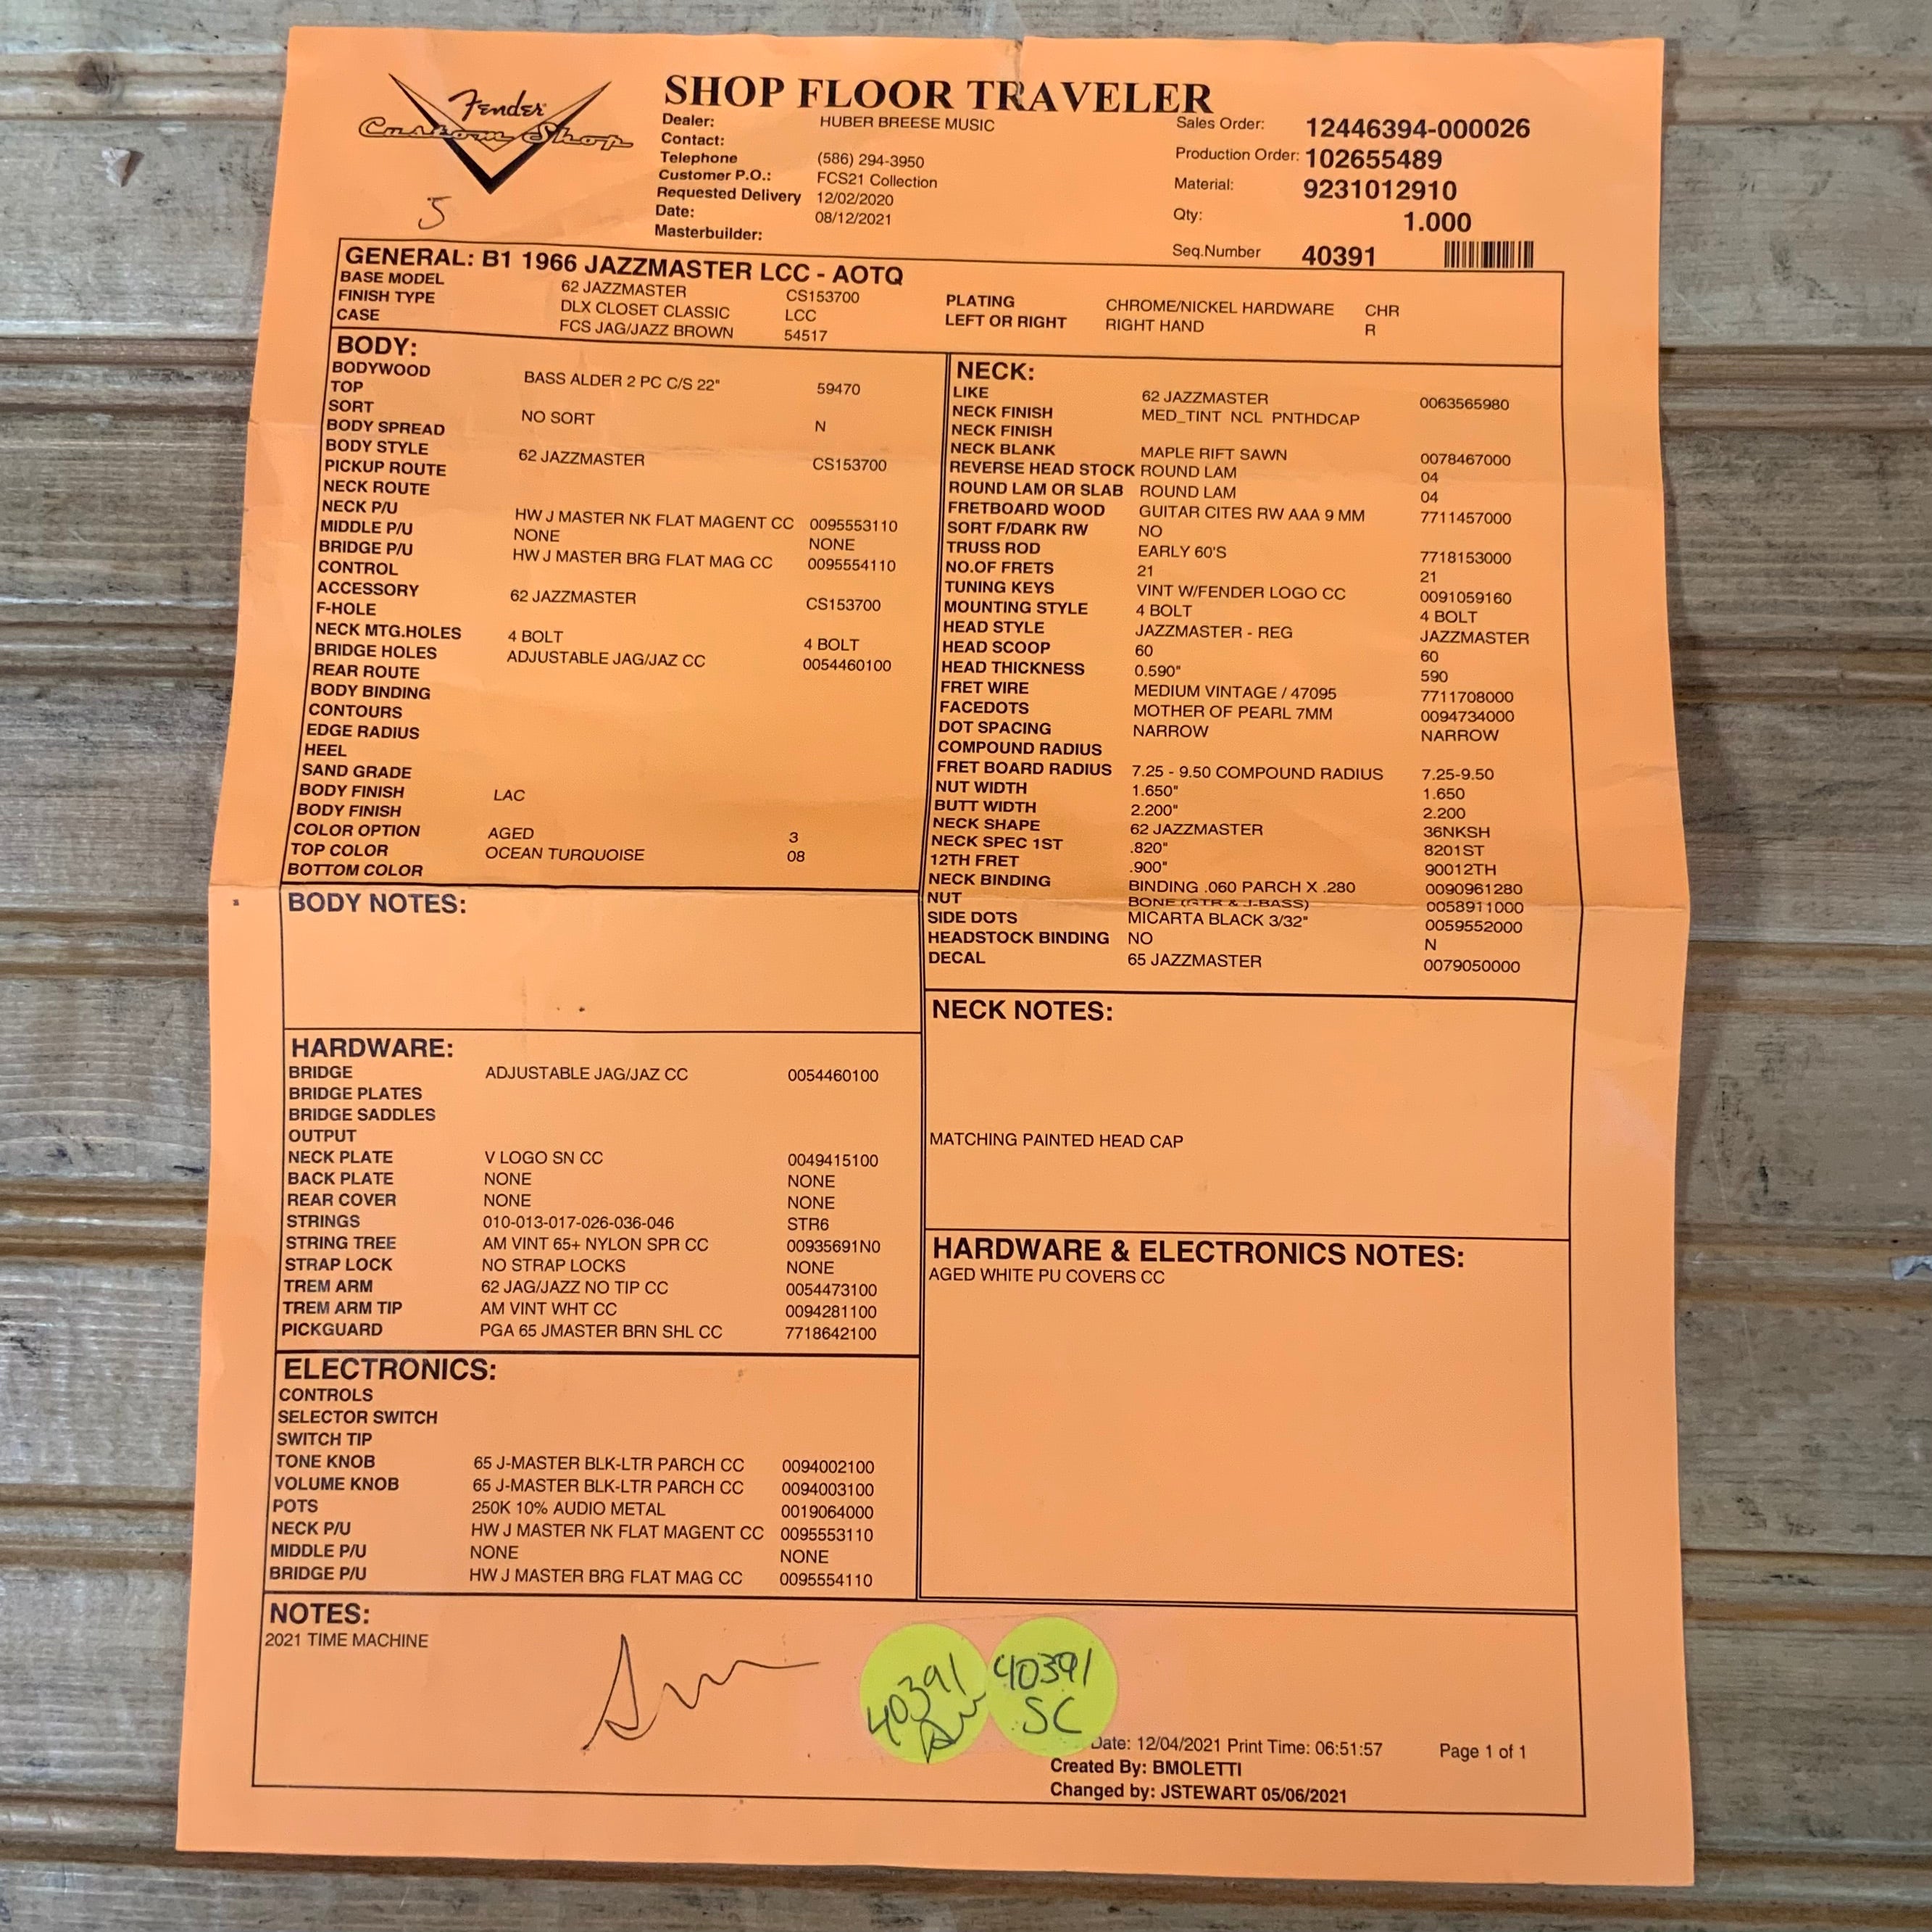 Fender
Custom Shop
5
SHOP FLOOR TRAVELER
Dealer: HUBER BREESE MUSIC
Contact:
Telephone (586) 294-3950
Customer P.O.: FCS21 Collection
Requested Delivery 12/02/2020
Date: 08/12/2021
Masterbuilder:
Sales Order: 12446394-000026
Production Order: 102655489
Material: 9231012910
Qty: 1.000
Seq.Number 40391
GENERAL: B1 1966 JAZZMASTER LCC - AOTQ
BASE MODEL 62 JAZZMASTER CS153700
FINISH TYPE DLX CLOSET CLASSIC LCC
CASE FCS JAG/JAZZ BROWN 54517
PLATING CHROME/NICKEL HARDWARE CHR
LEFT OR RIGHT RIGHT HAND R
BODY:
BODYWOOD BASS ALDER 2 PC C/S 22" 59470
TOP
SORT NO SORT N
BODY SPREAD
BODY STYLE 62 JAZZMASTER CS153700
PICKUP ROUTE
NECK ROUTE
NECK P/U HW J MASTER NK FLAT MAGENT CC 0095553110
MIDDLE P/U NONE NONE
BRIDGE P/U HW J MASTER BRG FLAT MAG CC 0095554110
CONTROL
ACCESSORY 62 JAZZMASTER CS153700
F-HOLE
NECK MTG.HOLES 4 BOLT 4 BOLT
BRIDGE HOLES ADJUSTABLE JAG/JAZ CC 0054460100
REAR ROUTE
BODY BINDING
CONTOURS
EDGE RADIUS
HEEL
SAND GRADE
BODY FINISH LAC
BODY FINISH
COLOR OPTION AGED 3
TOP COLOR OCEAN TURQUOISE 08
BOTTOM COLOR
BODY NOTES:
HARDWARE:
BRIDGE ADJUSTABLE JAG/JAZ CC 0054460100
BRIDGE PLATES
BRIDGE SADDLES
OUTPUT
NECK PLATE V LOGO SN CC 0049415100
BACK PLATE NONE NONE
REAR COVER NONE NONE
STRINGS 010-013-017-026-036-046 STR6
STRING TREE AM VINT 65+ NYLON SPR CC 00935691N0
STRAP LOCK NO STRAP LOCKS NONE
TREM ARM 62 JAG/JAZZ NO TIP CC 0054473100
TREM ARM TIP AM VINT WHT CC 0094281100
PICKGUARD PGA 65 JMASTER BRN SHL CC 7718642100
ELECTRONICS:
CONTROLS
SELECTOR SWITCH
SWITCH TIP
TONE KNOB 65 J-MASTER BLK-LTR PARCH CC 0094002100
VOLUME KNOB 65 J-MASTER BLK-LTR PARCH CC 0094003100
POTS 250K 10% AUDIO METAL 0019064000
NECK P/U HW J MASTER NK FLAT MAGENT CC 0095553110
MIDDLE P/U NONE NONE
BRIDGE P/U HW J MASTER BRG FLAT MAG CC 0095554110
NECK:
LIKE 62 JAZZMASTER 0063565980
NECK FINISH MED_TINT NCL PNTHDCAP
NECK FINISH
NECK BLANK MAPLE RIFT SAWN 0078467000
REVERSE HEAD STOCK ROUND LAM 04
ROUND LAM OR SLAB ROUND LAM 04
FRETBOARD WOOD GUITAR CITES RW AAA 9 MM 7711457000
SORT F/DARK RW NO
TRUSS ROD EARLY 60'S 7718153000
NO.OF FRETS 21 21
TUNING KEYS VINT W/FENDER LOGO CC 0091059160
MOUNTING STYLE 4 BOLT 4 BOLT
HEAD STYLE JAZZMASTER - REG JAZZMASTER
HEAD SCOOP 60 60
HEAD THICKNESS 0.590" 590
FRET WIRE MEDIUM VINTAGE / 47095 7711708000
FACEDOTS MOTHER OF PEARL 7MM 0094734000
DOT SPACING NARROW NARROW
COMPOUND RADIUS
FRET BOARD RADIUS 7.25 - 9.50 COMPOUND RADIUS 7.25-9.50
NUT WIDTH 1.650" 1.650
BUTT WIDTH 2.200" 2.200
NECK SHAPE 62 JAZZMASTER 36NKSH
NECK SPEC 1ST .820" 8201ST
12TH FRET .900" 90012TH
NECK BINDING BINDING .060 PARCH X .280 0090961280
NUT BONE (GTR & J-BASS) 0058911000
SIDE DOTS MICARTA BLACK 3/32" 0059552000
HEADSTOCK BINDING NO N
DECAL 65 JAZZMASTER 0079050000
NECK NOTES:
MATCHING PAINTED HEAD CAP
HARDWARE & ELECTRONICS NOTES:
AGED WHITE PU COVERS CC
NOTES:
2021 TIME MACHINE
40391
40391
SC
Date: 12/04/2021 Print Time: 06:51:57 Page 1 of 1
Created By: BMOLETTI
Changed by: JSTEWART 05/06/2021